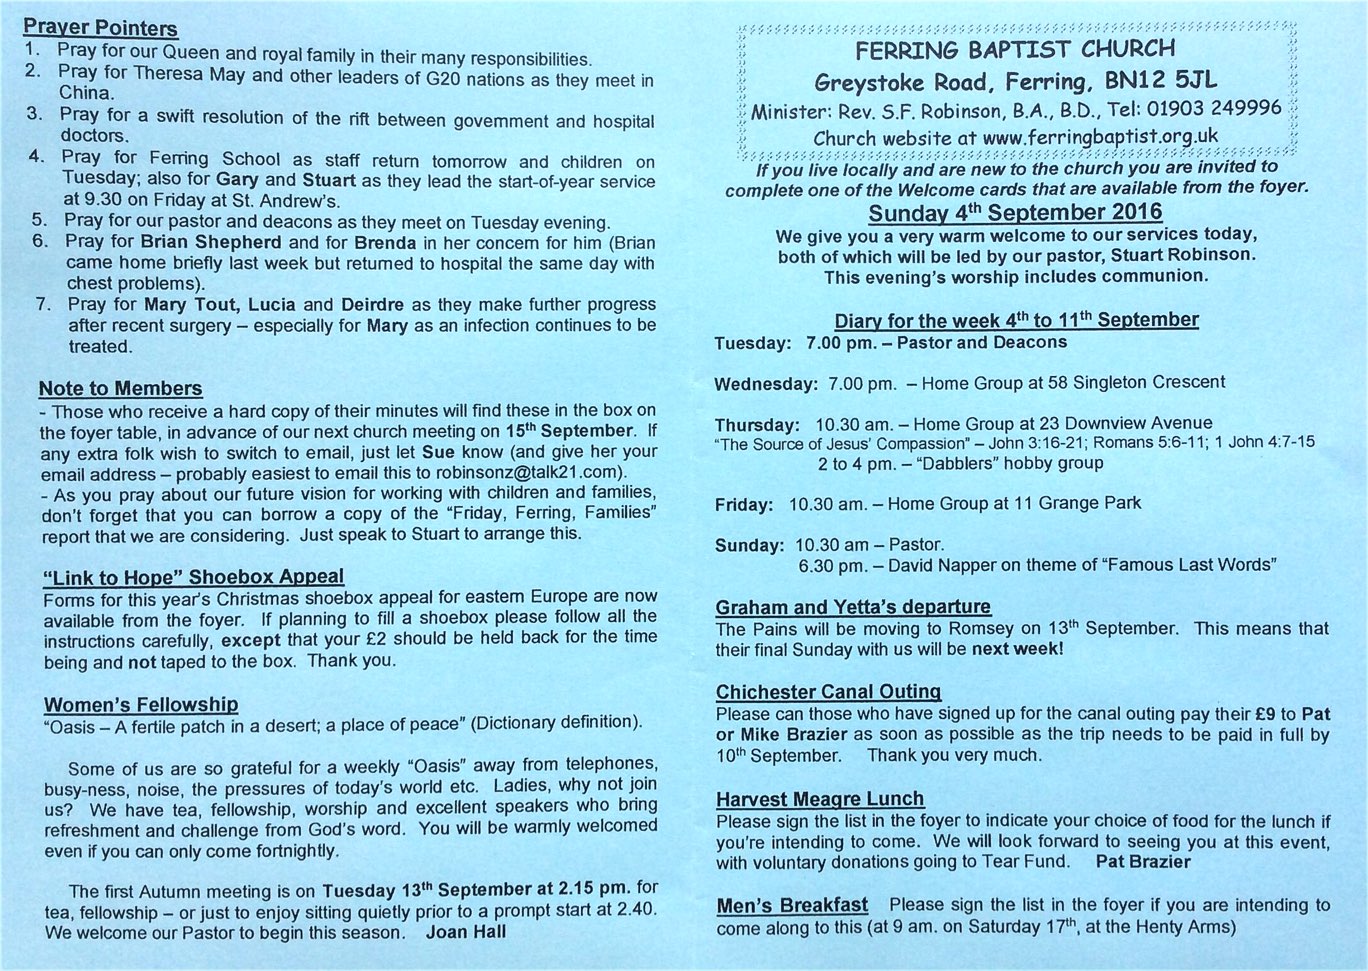 Prayer Pointers
1. Pray for our Queen and royal family in their many responsibilities.
2. Pray for Theresa May and other leaders of G20 nations as they meet in
China.
3. Pray for a swift resolution of the rift between government and hospital
doctors.
4. Pray for Ferring School as staff return tomorrow and children on
Tuesday; also for Gary and Stuart as they lead the start-of-year service
at 9.30 on Friday at St. Andrew's.
5. Pray for our pastor and deacons as they meet on Tuesday evening.
6. Pray for Brian Shepherd and for Brenda in her concern for him (Brian
came home briefly last week but returned to hospital the same day with
chest problems).
7. Pray for Mary Tout, Lucia and Deirdre as they make further progress
after recent surgery – especially for Mary as an infection continues to be
treated.
Note to Members
- Those who receive a hard copy of their minutes will find these in the box on
the foyer table, in advance of our next church meeting on 15th September. If
any extra folk wish to switch to email, just let Sue know (and give her your
email address – probably easiest to email this to robinsonz@talk21.com).
- As you pray about our future vision for working with children and families,
don't forget that you can borrow a copy of the "Friday, Ferring, Families"
report that we are considering. Just speak to Stuart to arrange this.
"Link to Hope" Shoebox Appeal
Forms for this year's Christmas shoebox appeal for eastern Europe are now
available from the foyer. If planning to fill a shoebox please follow all the
instructions carefully, except that your £2 should be held back for the time
being and not taped to the box. Thank you.
Women's Fellowship
"Oasis – A fertile patch in a desert; a place of peace" (Dictionary definition).
Some of us are so grateful for a weekly "Oasis" away from telephones,
busy-ness, noise, the pressures of today's world etc. Ladies, why not join
us? We have tea, fellowship, worship and excellent speakers who bring
refreshment and challenge from God's word. You will be warmly welcomed
even if you can only come fortnightly.
The first Autumn meeting is on Tuesday 13th September at 2.15 pm. for
tea, fellowship – or just to enjoy sitting quietly prior to a prompt start at 2.40.
We welcome our Pastor to begin this season. Joan Hall
FERRING BAPTIST CHURCH
Greystoke Road, Ferring, BN12 5JL
Minister: Rev. S.F. Robinson, B.A., B.D., Tel: 01903 249996
Church website at www.ferringbaptist.org.uk
If you live locally and are new to the church you are invited to
complete one of the Welcome cards that are available from the foyer.
Sunday 4th September 2016
We give you a very warm welcome to our services today,
both of which will be led by our pastor, Stuart Robinson.
This evening's worship includes communion.
Diary for the week 4th to 11th September
Tuesday: 7.00 pm. – Pastor and Deacons
Wednesday: 7.00 pm. – Home Group at 58 Singleton Crescent
Thursday: 10.30 am. – Home Group at 23 Downview Avenue
"The Source of Jesus' Compassion" – John 3:16-21; Romans 5:6-11; 1 John 4:7-15
2 to 4 pm. – "Dabblers" hobby group
Friday: 10.30 am. – Home Group at 11 Grange Park
Sunday: 10.30 am – Pastor.
6.30 pm. – David Napper on theme of "Famous Last Words"
Graham and Yetta's departure
The Pains will be moving to Romsey on 13th September. This means that
their final Sunday with us will be next week!
Chichester Canal Outing
Please can those who have signed up for the canal outing pay their £9 to Pat
or Mike Brazier as soon as possible as the trip needs to be paid in full by
10th September. Thank you very much.
Harvest Meagre Lunch
Please sign the list in the foyer to indicate your choice of food for the lunch if
you're intending to come. We will look forward to seeing you at this event,
with voluntary donations going to Tear Fund. Pat Brazier
Men's Breakfast Please sign the list in the foyer if you are intending to
come along to this (at 9 am. on Saturday 17th, at the Henty Arms)